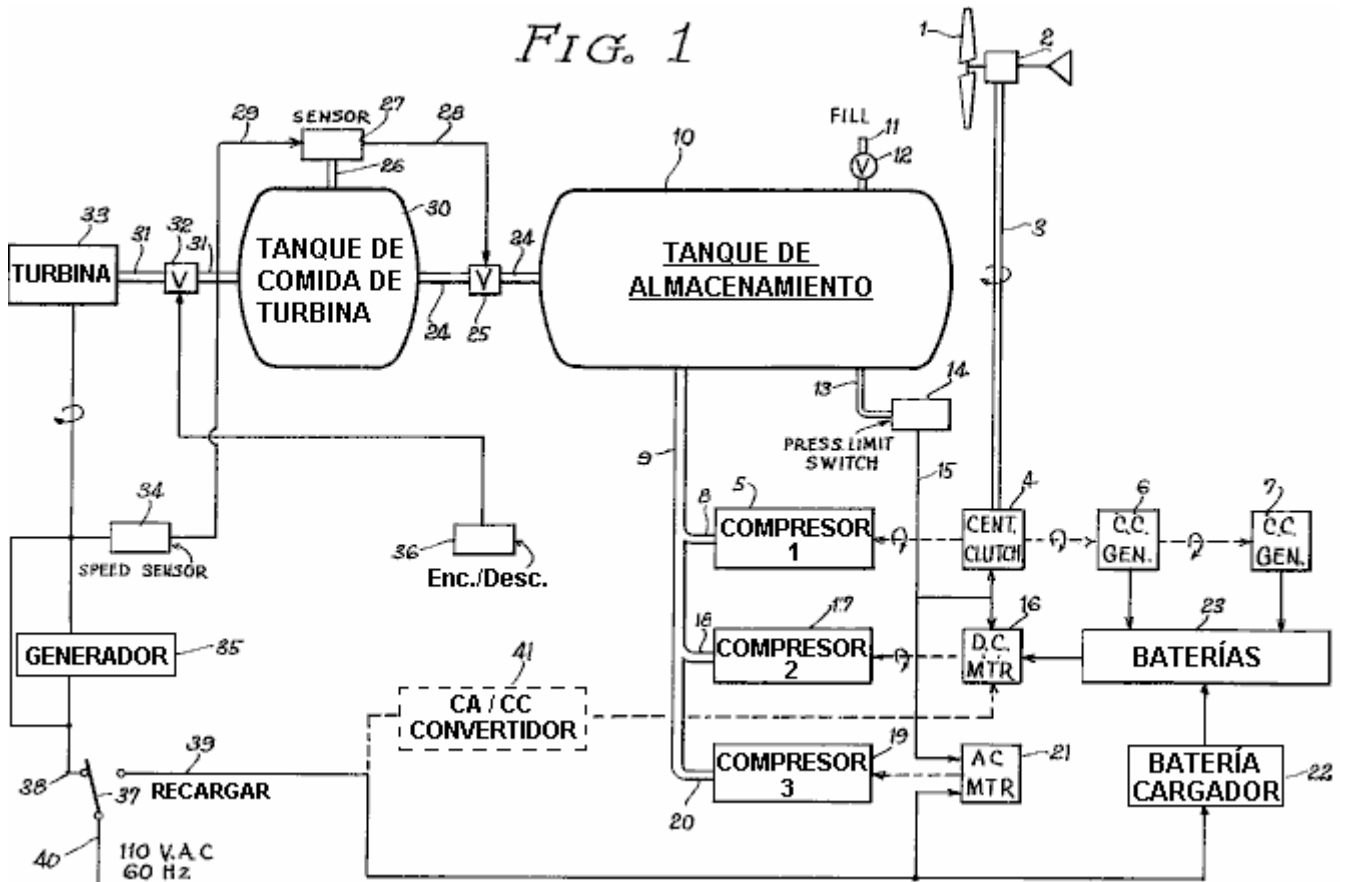 FIG. 1
1
2
3
SENSOR
27
28
29
26
FILL
11
12
V
10
30
33
TURBINA
31
32
V
31
TANQUE DE
COMIDA DE
TURBINA
24
V
25
24
TANQUE DE
ALMACENAMIENTO
13
14
PRESS. LIMIT
SWITCH
15
9
34
SPEED SENSOR
36
Enc./Desc.
8
5
COMPRESOR
1
4
CENT.
CLUTCH
6
C.C.
GEN.
7
C.C.
GEN.
GENERADOR
35
18
17
COMPRESOR
2
16
D.C.
MTR
23
BATERÍAS
41
CA / CC
CONVERTIDOR
38
37
39
RECARGAR
19
COMPRESOR
3
20
AC
MTR
21
BATERÍA
CARGADOR
22
40
110 V.A.C
60 Hz